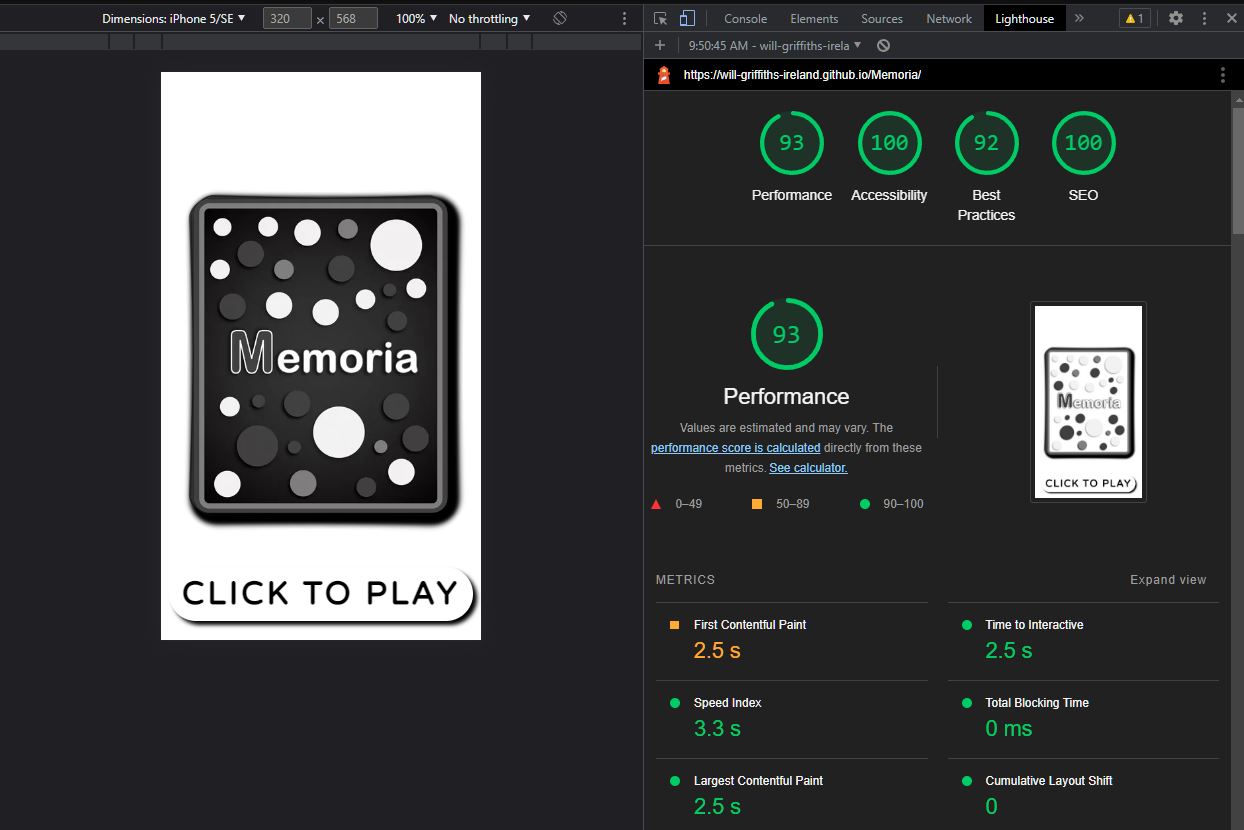 Dimensions: iPhone 5/SE 320 × 568 100% No throttling
Console Elements Sources Network Lighthouse » 1
9:50:45 AM - will-griffiths-irela
https://will-griffiths-ireland.github.io/Memoria/
93 100 92 100
Performance Accessibility Best Practices SEO
Memoria
CLICK TO PLAY
93
Performance
Values are estimated and may vary. The
performance score is calculated directly from these
metrics. See calculator.
0–49 50–89 90–100
Memoria
CLICK TO PLAY
METRICS Expand view
First Contentful Paint
2.5 s
Time to Interactive
2.5 s
Speed Index
3.3 s
Total Blocking Time
0 ms
Largest Contentful Paint
2.5 s
Cumulative Layout Shift
0